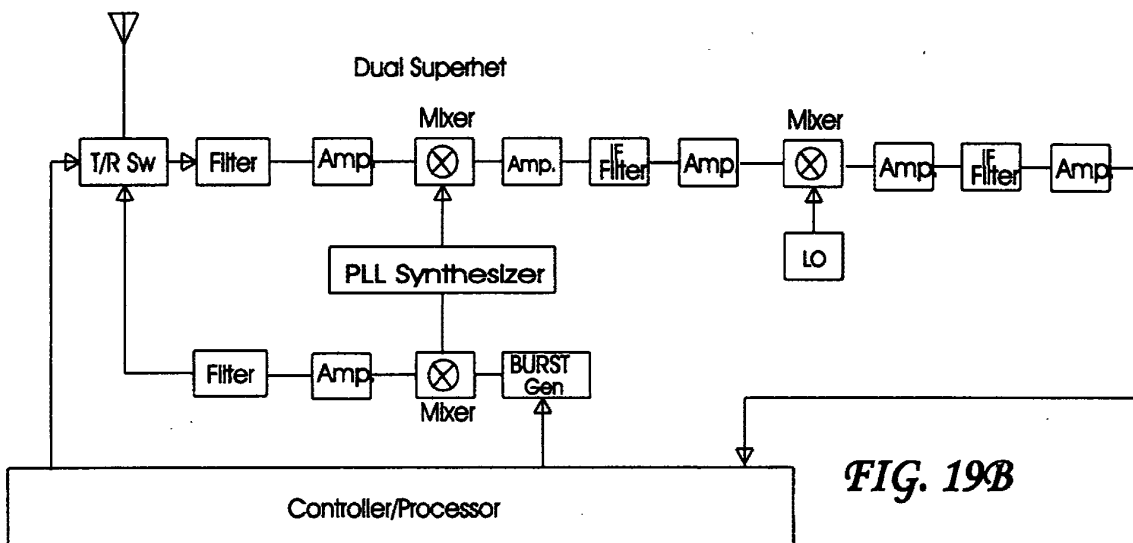 Dual Superhet
Mixer
Mixer
T/R Sw
Filter
Amp.
Amp.
IF
Filter
Amp.
Amp.
IF
Filter
Amp.
LO
PLL Synthesizer
Filter
Amp.
BURST
Gen
Mixer
FIG. 19B
Controller/Processor